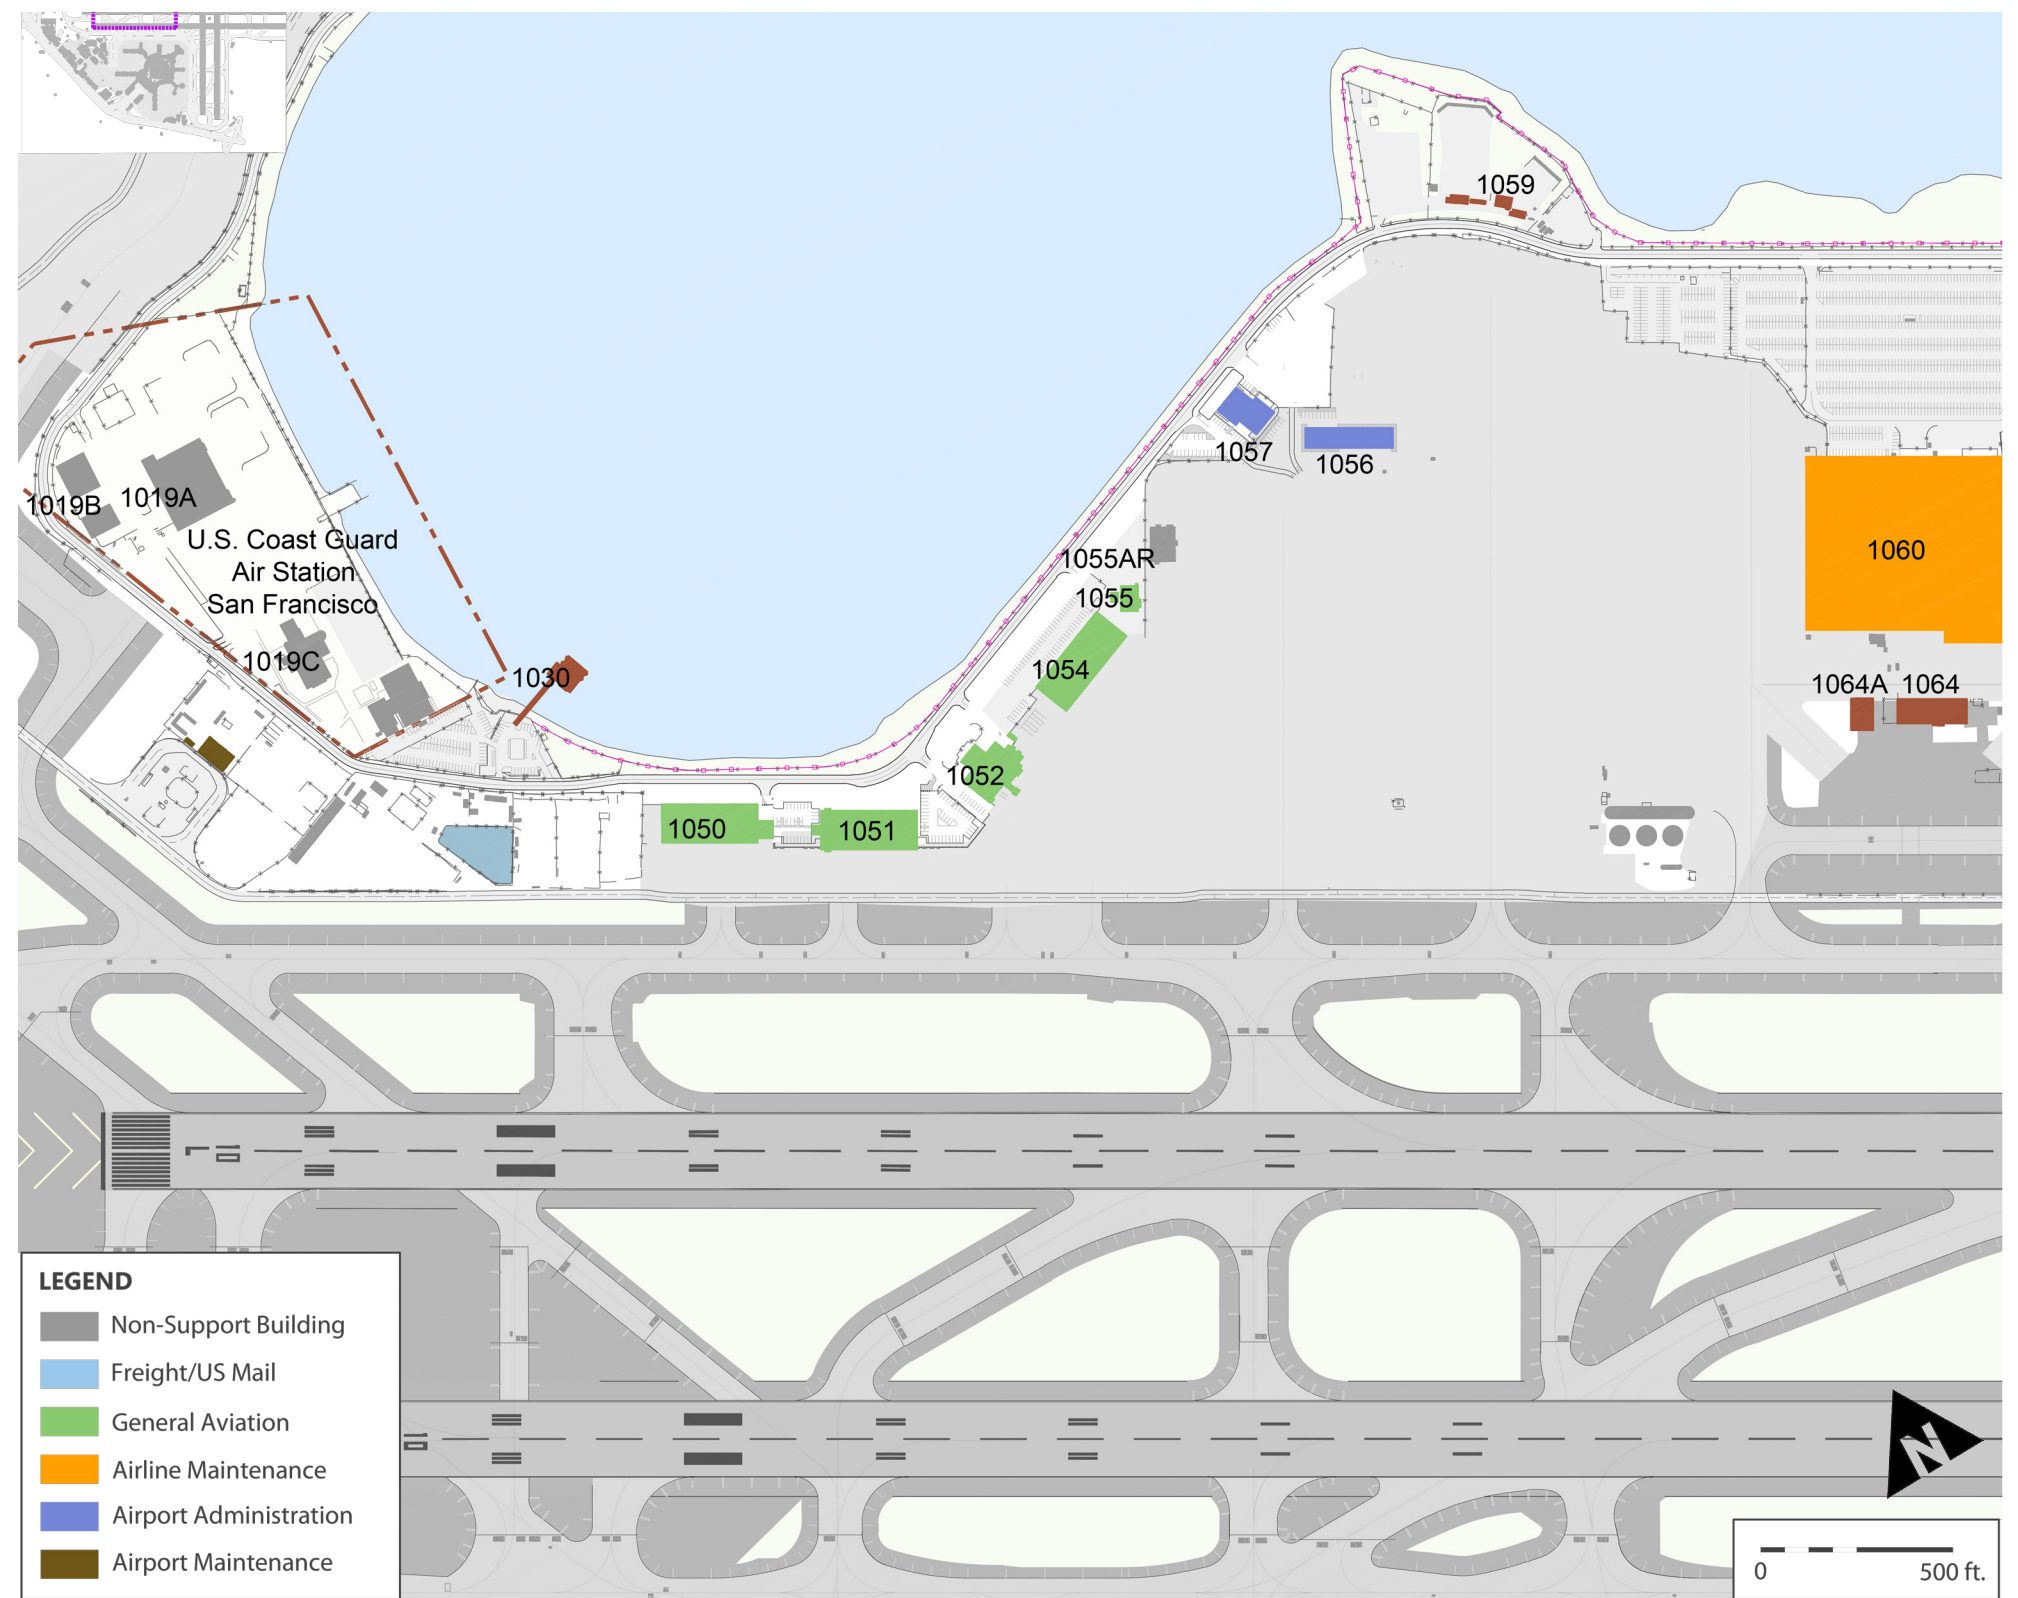 1059
1057
1056
1019B
1019A
U.S. Coast Guard
Air Station
San Francisco
1055AR
1055
1060
1019C
1030
1054
1064A
1064
1052
1050
1051
LEGEND
Non-Support Building
Freight/US Mail
General Aviation
Airline Maintenance
Airport Administration
Airport Maintenance
N
0
500 ft.